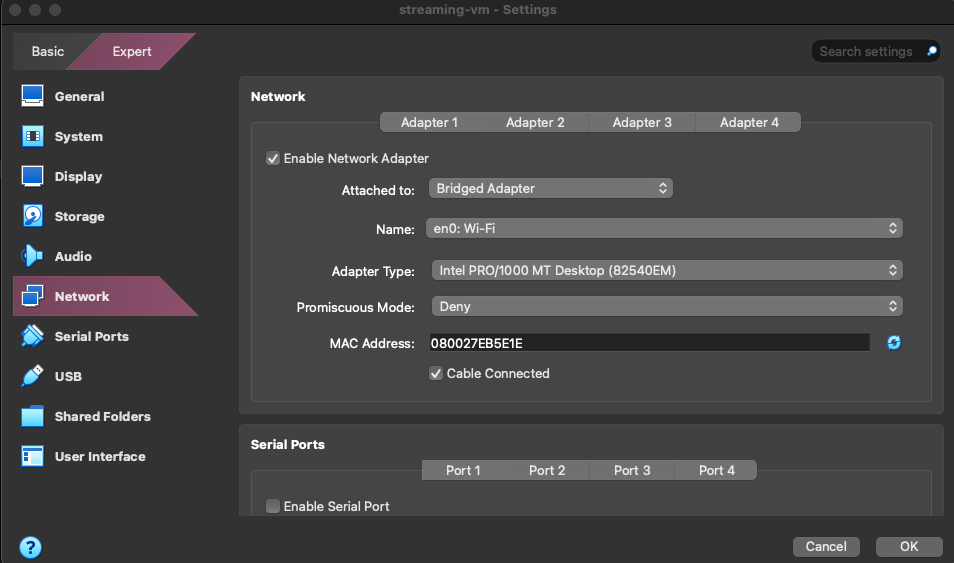 streaming-vm - Settings
Basic Expert Search settings
General
System
Display
Storage
Audio
Network
Serial Ports
USB
Shared Folders
User Interface
Network
Adapter 1 Adapter 2 Adapter 3 Adapter 4
Enable Network Adapter
Attached to: Bridged Adapter
Name: en0: Wi-Fi
Adapter Type: Intel PRO/1000 MT Desktop (82540EM)
Promiscuous Mode: Deny
MAC Address: 080027EB5E1E
Cable Connected
Serial Ports
Port 1 Port 2 Port 3 Port 4
Enable Serial Port
? Cancel OK